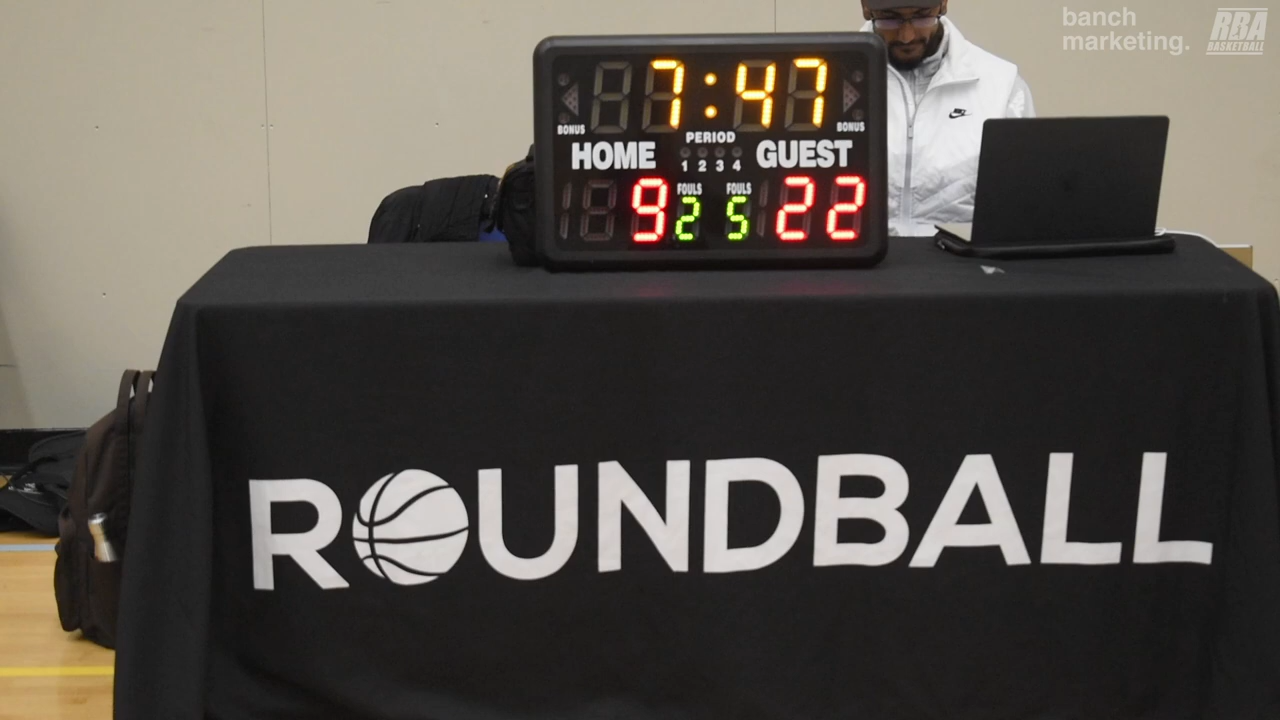 banch
marketing.
RBA
BASKETBALL
7:47
BONUS
BONUS
PERIOD
HOME
1 2 3 4
GUEST
FOULS
FOULS
9
2
5
22
ROUNDBALL